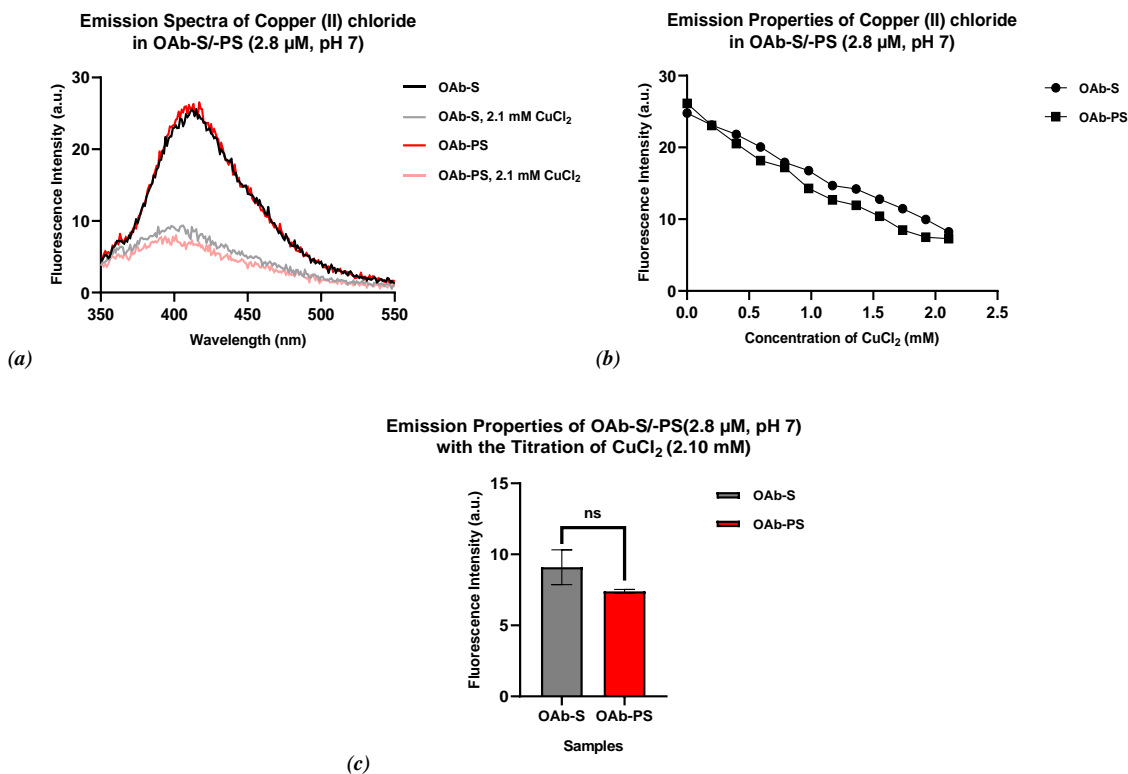 Emission Spectra of Copper (II) chloride
in OAb-S/-PS (2.8 µM, pH 7)
Fluorescence Intensity (a.u.)
30
20
10
0
350
400
450
500
550
Wavelength (nm)
OAb-S
OAb-S, 2.1 mM CuCl₂
OAb-PS
OAb-PS, 2.1 mM CuCl₂
(a)
Emission Properties of Copper (II) chloride
in OAb-S/-PS (2.8 µM, pH 7)
Fluorescence Intensity (a.u.)
30
20
10
0
0.0
0.5
1.0
1.5
2.0
2.5
Concentration of CuCl₂ (mM)
OAb-S
OAb-PS
(b)
Emission Properties of OAb-S/-PS(2.8 µM, pH 7)
with the Titration of CuCl₂ (2.10 mM)
Fluorescence Intensity (a.u.)
15
10
5
0
ns
OAb-S
OAb-PS
Samples
OAb-S
OAb-PS
(c)